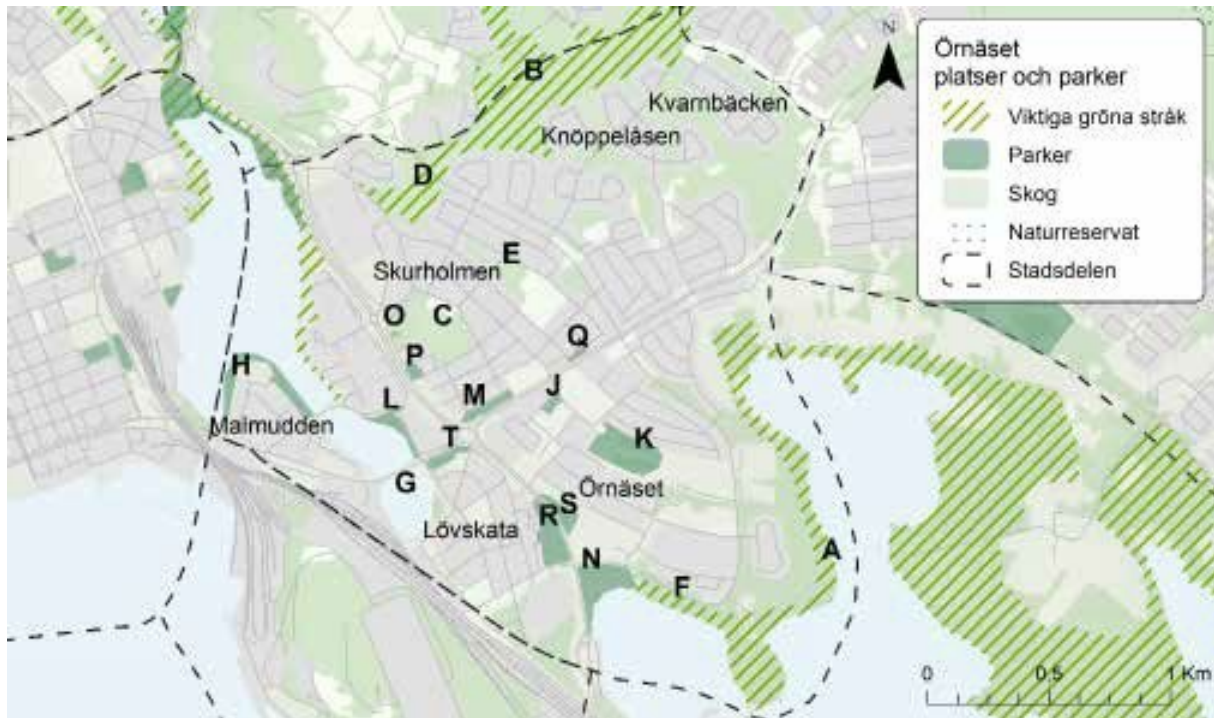 Örnäset
platser och parker
Viktiga gröna stråk
Parker
Skog
Naturreservat
Stadsdelen
N
B
Kvarnbäcken
Knöppelåsen
D
E
Skurholmen
O
C
Q
P
H
J
L
M
Malmudden
T
K
G
Örnäset
S
R
Lövskata
A
N
F
0
0.5
1 Km